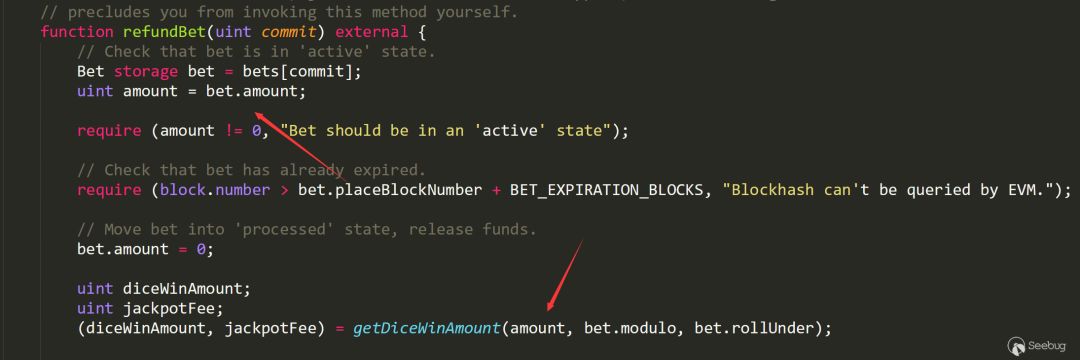 // precludes you from invoking this method yourself.
function refundBet(uint commit) external {
// Check that bet is in 'active' state.
Bet storage bet = bets[commit];
uint amount = bet.amount;
require (amount != 0, "Bet should be in an 'active' state");
// Check that bet has already expired.
require (block.number > bet.placeBlockNumber + BET_EXPIRATION_BLOCKS, "Blockhash can't be queried by EVM.");
// Move bet into 'processed' state, release funds.
bet.amount = 0;
uint diceWinAmount;
uint jackpotFee;
(diceWinAmount, jackpotFee) = getDiceWinAmount(amount, bet.modulo, bet.rollUnder);
Seebug